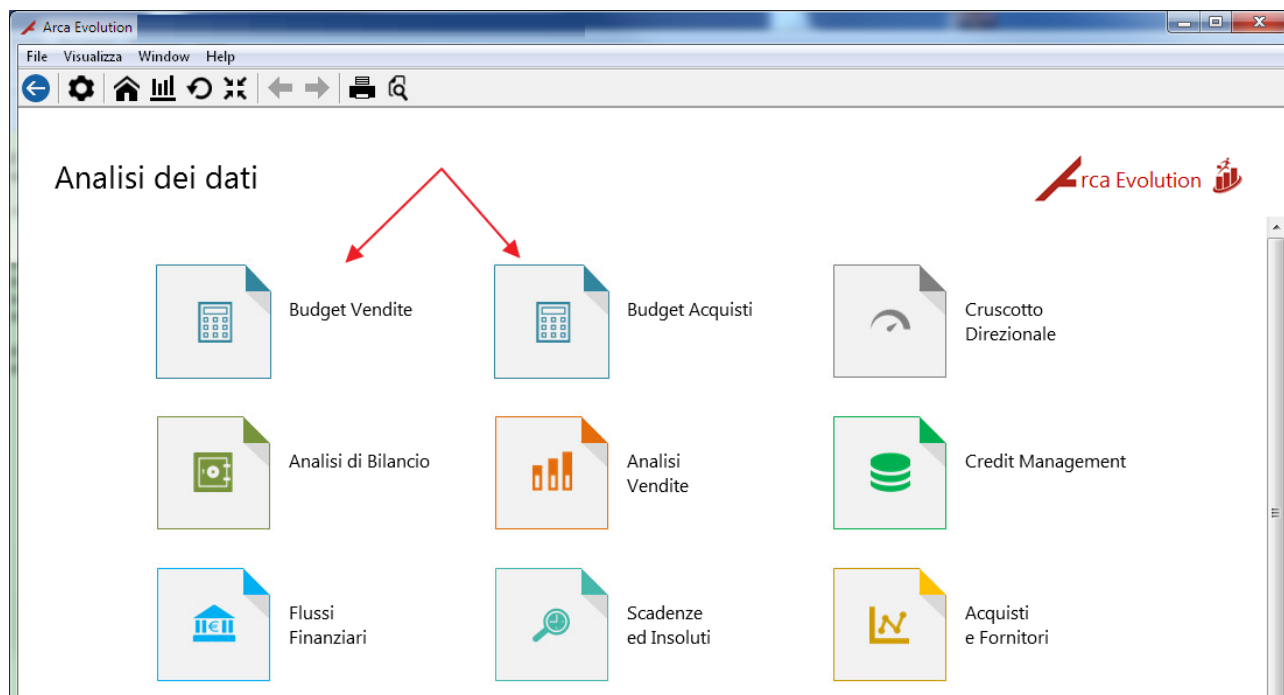 Arca Evolution
File Visualizza Window Help
Analisi dei dati
Arca Evolution
Budget Vendite
Budget Acquisti
Cruscotto
Direzionale
Analisi di Bilancio
Analisi
Vendite
Credit Management
Flussi
Finanziari
Scadenze
ed Insoluti
Acquisti
e Fornitori